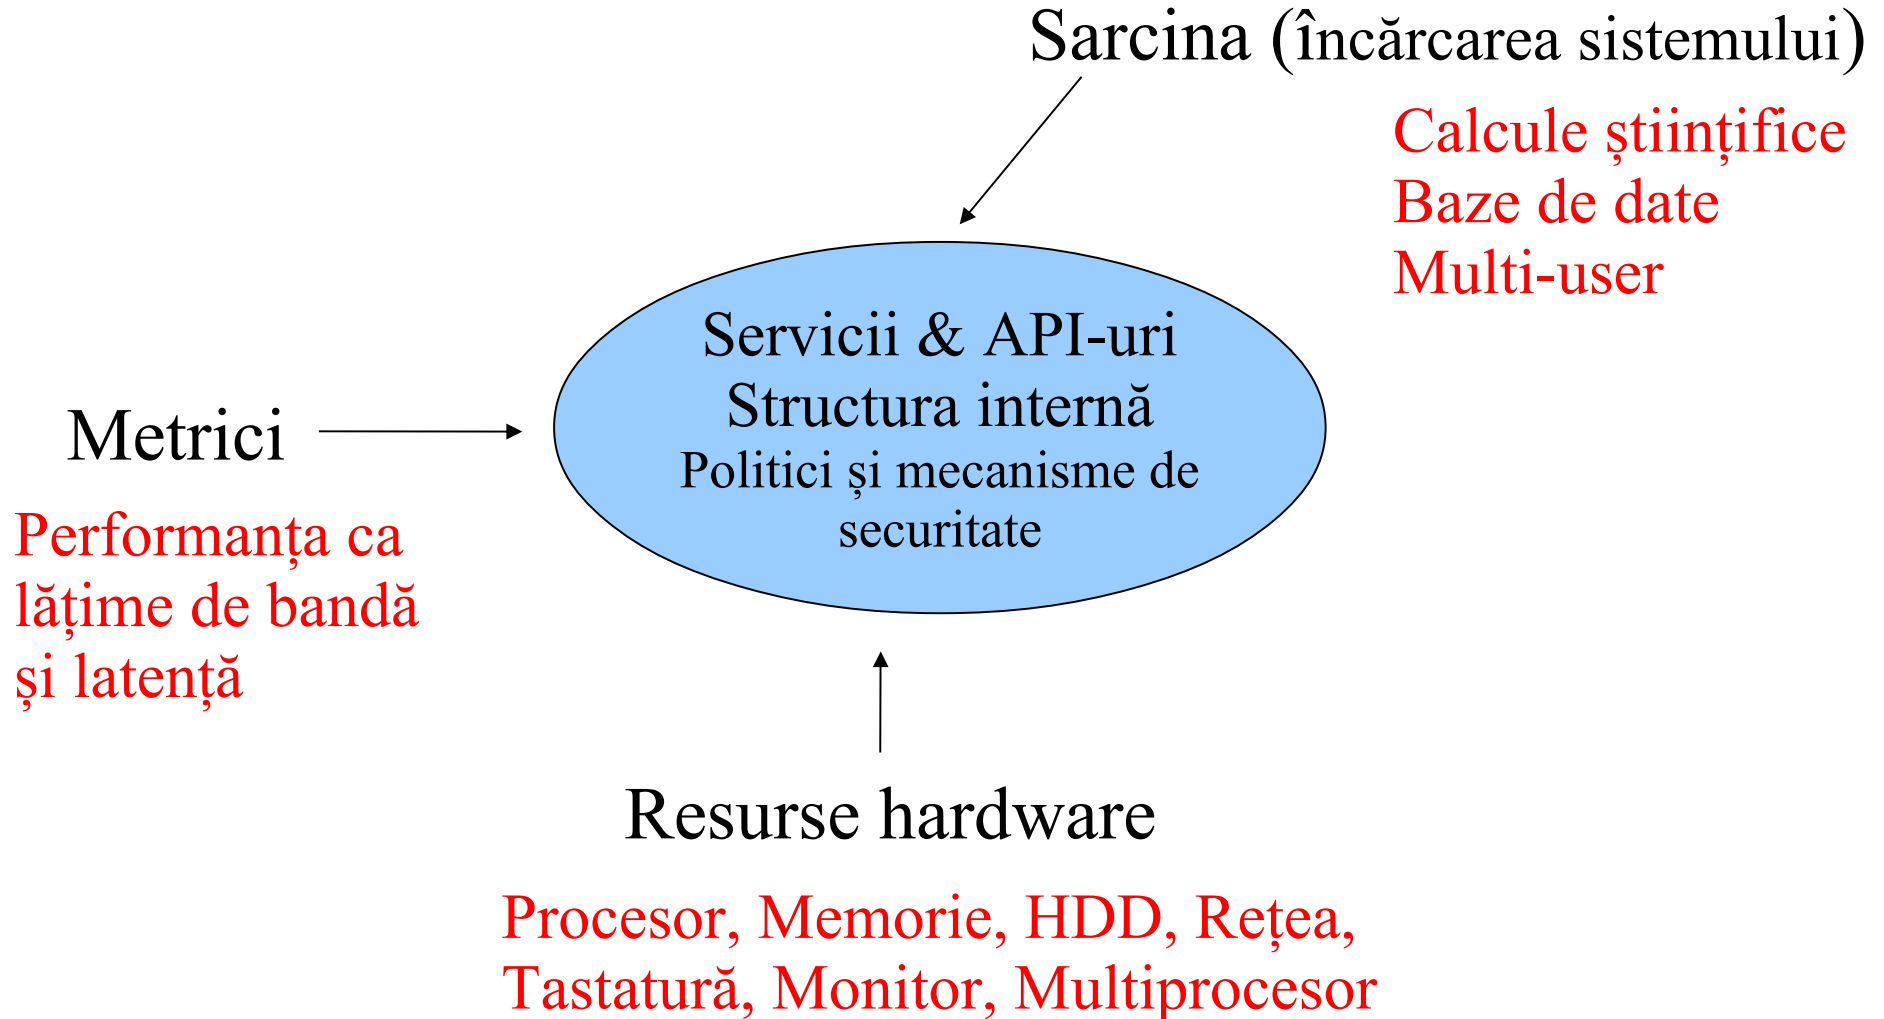 Sarcina (încărcarea sistemului)
Calcule științifice
Baze de date
Multi-user
Servicii & API-uri
Structura internă
Politici și mecanisme de
securitate
Metrici
Performanța ca
lățime de bandă
și latență
Resurse hardware
Procesor, Memorie, HDD, Rețea,
Tastatură, Monitor, Multiprocesor